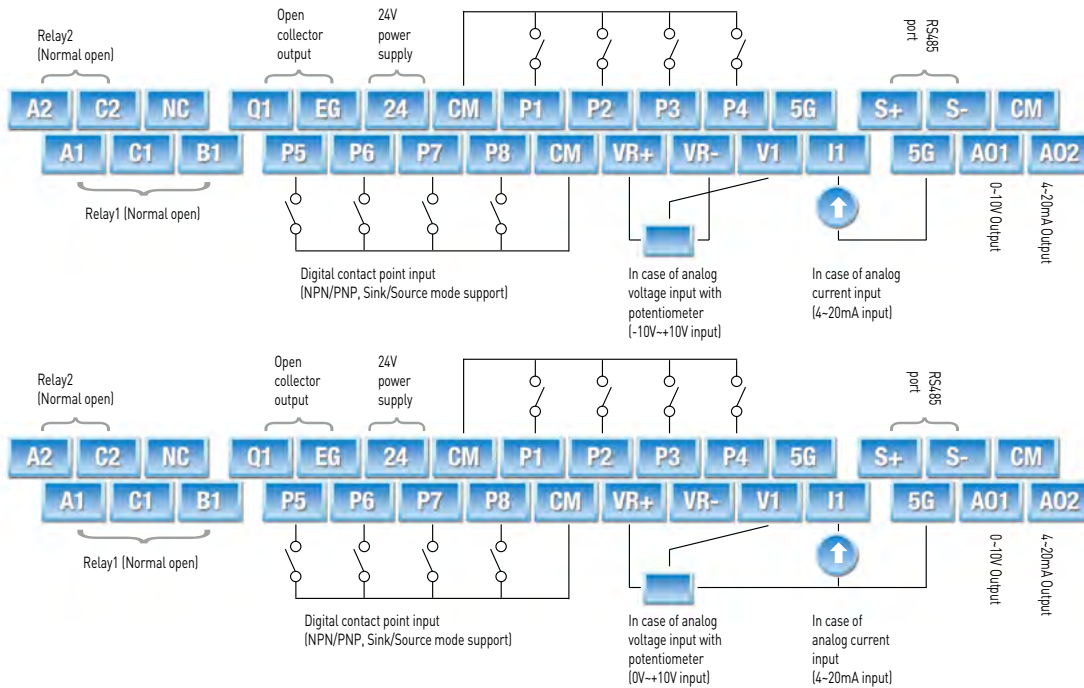 Relay2
(Normal open)
Open
collector
output
24V
power
supply
RS485
port
A2 C2 NC Q1 EG 24 CM P1 P2 P3 P4 5G S+ S- CM
A1 C1 B1 P5 P6 P7 P8 CM VR+ VR- V1 I1 5G AO1 AO2
Relay1 (Normal open)
Digital contact point input
(NPN/PNP, Sink/Source mode support)
In case of analog
voltage input with
potentiometer
(-10V~+10V input)
In case of analog
current input
(4~20mA input)
0~10V Output
4~20mA Output
Relay2
(Normal open)
Open
collector
output
24V
power
supply
RS485
port
A2 C2 NC Q1 EG 24 CM P1 P2 P3 P4 5G S+ S- CM
A1 C1 B1 P5 P6 P7 P8 CM VR+ VR- V1 I1 5G AO1 AO2
Relay1 (Normal open)
Digital contact point input
(NPN/PNP, Sink/Source mode support)
In case of analog
voltage input with
potentiometer
(0V~+10V input)
In case of
analog current
input
(4~20mA input)
0~10V Output
4~20mA Output